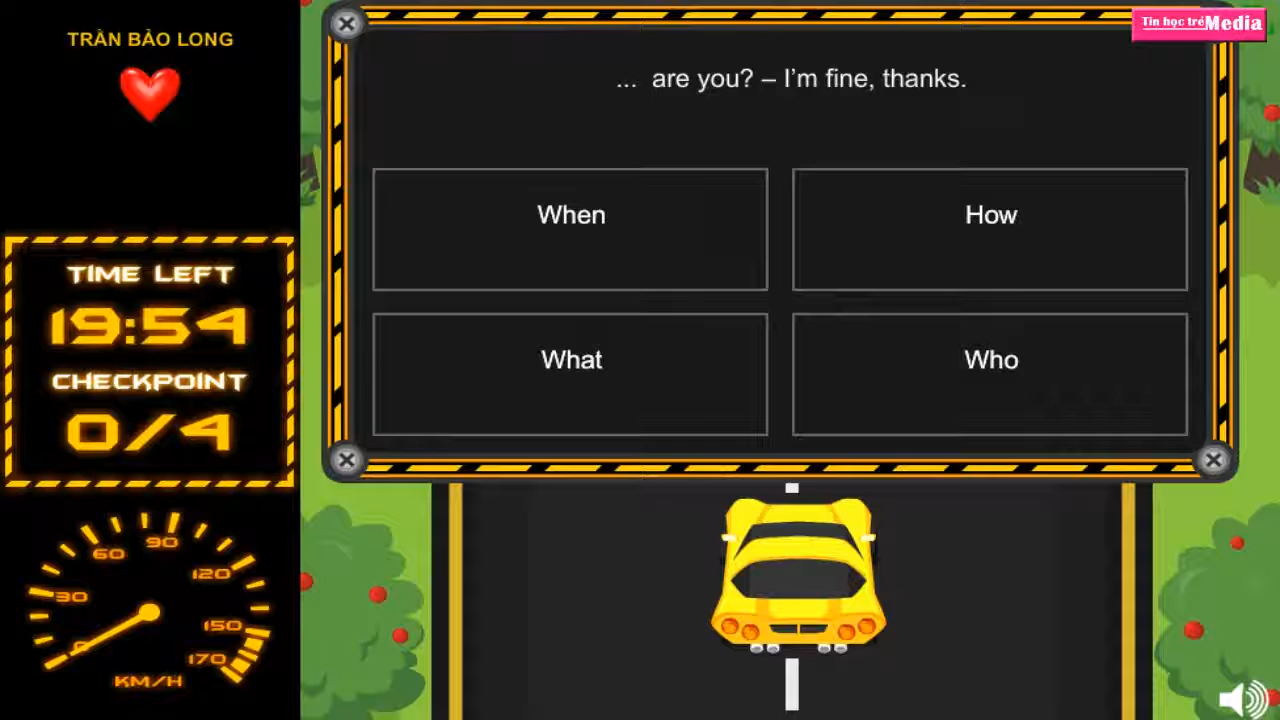 TRẦN BẢO LONG
Tin học trẻ Media
... are you? – I’m fine, thanks.
When
How
What
Who
TIME LEFT
19:54
CHECKPOINT
0/4
0
30
60
90
120
150
170
KM/H